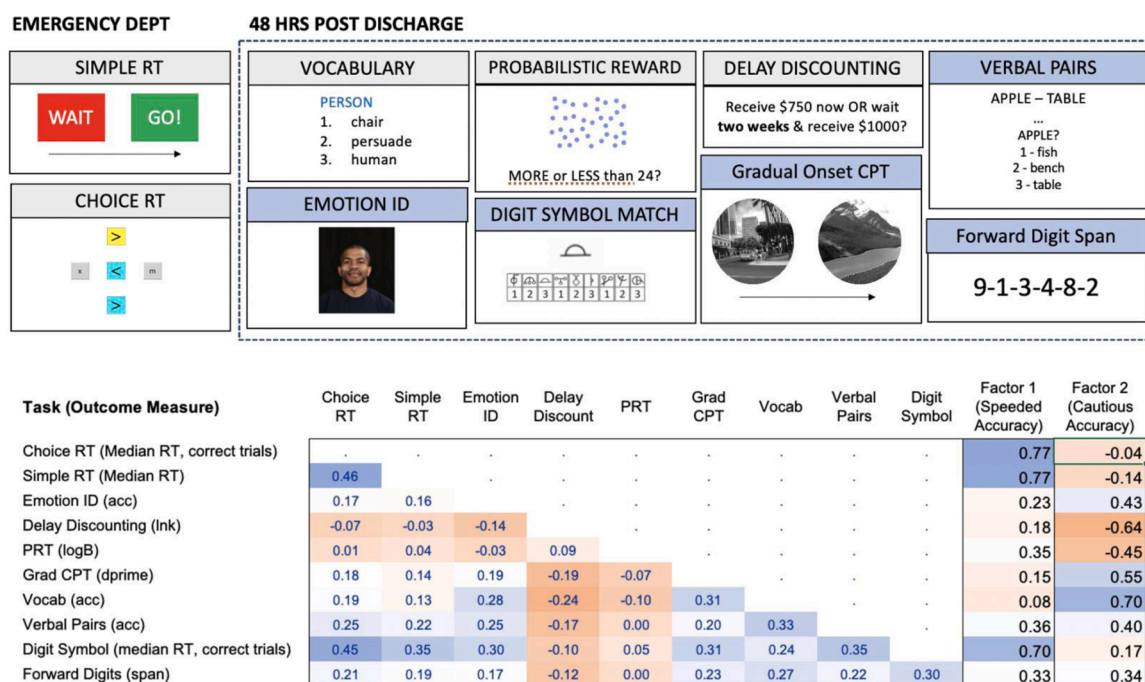 EMERGENCY DEPT
48 HRS POST DISCHARGE
SIMPLE RT
WAIT
GO!
CHOICE RT
>
x < m
>
VOCABULARY
PERSON
1. chair
2. persuade
3. human
EMOTION ID
PROBABILISTIC REWARD
MORE or LESS than 24?
DIGIT SYMBOL MATCH
1 2 3 1 2 3 1 2 3
DELAY DISCOUNTING
Receive $750 now OR wait
two weeks & receive $1000?
Gradual Onset CPT
VERBAL PAIRS
APPLE – TABLE
...
APPLE?
1 - fish
2 - bench
3 - table
Forward Digit Span
9-1-3-4-8-2
Task (Outcome Measure) Choice RT Simple RT Emotion ID Delay Discount PRT Grad CPT Vocab Verbal Pairs Digit Symbol Factor 1 (Speeded Accuracy) Factor 2 (Cautious Accuracy)
Choice RT (Median RT, correct trials) . . . . . . . . . 0.77 -0.04
Simple RT (Median RT) 0.46 . . . . . . . . 0.77 -0.14
Emotion ID (acc) 0.17 0.16 . . . . . . . 0.23 0.43
Delay Discounting (lnk) -0.07 -0.03 -0.14 . . . . . . 0.18 -0.64
PRT (logB) 0.01 0.04 -0.03 0.09 . . . . . 0.35 -0.45
Grad CPT (dprime) 0.18 0.14 0.19 -0.19 -0.07 . . . . 0.15 0.55
Vocab (acc) 0.19 0.13 0.28 -0.24 -0.10 0.31 . . . 0.08 0.70
Verbal Pairs (acc) 0.25 0.22 0.25 -0.17 0.00 0.20 0.33 . . 0.36 0.40
Digit Symbol (median RT, correct trials) 0.45 0.35 0.30 -0.10 0.05 0.31 0.24 0.35 . 0.70 0.17
Forward Digits (span) 0.21 0.19 0.17 -0.12 0.00 0.23 0.27 0.22 0.30 0.33 0.34